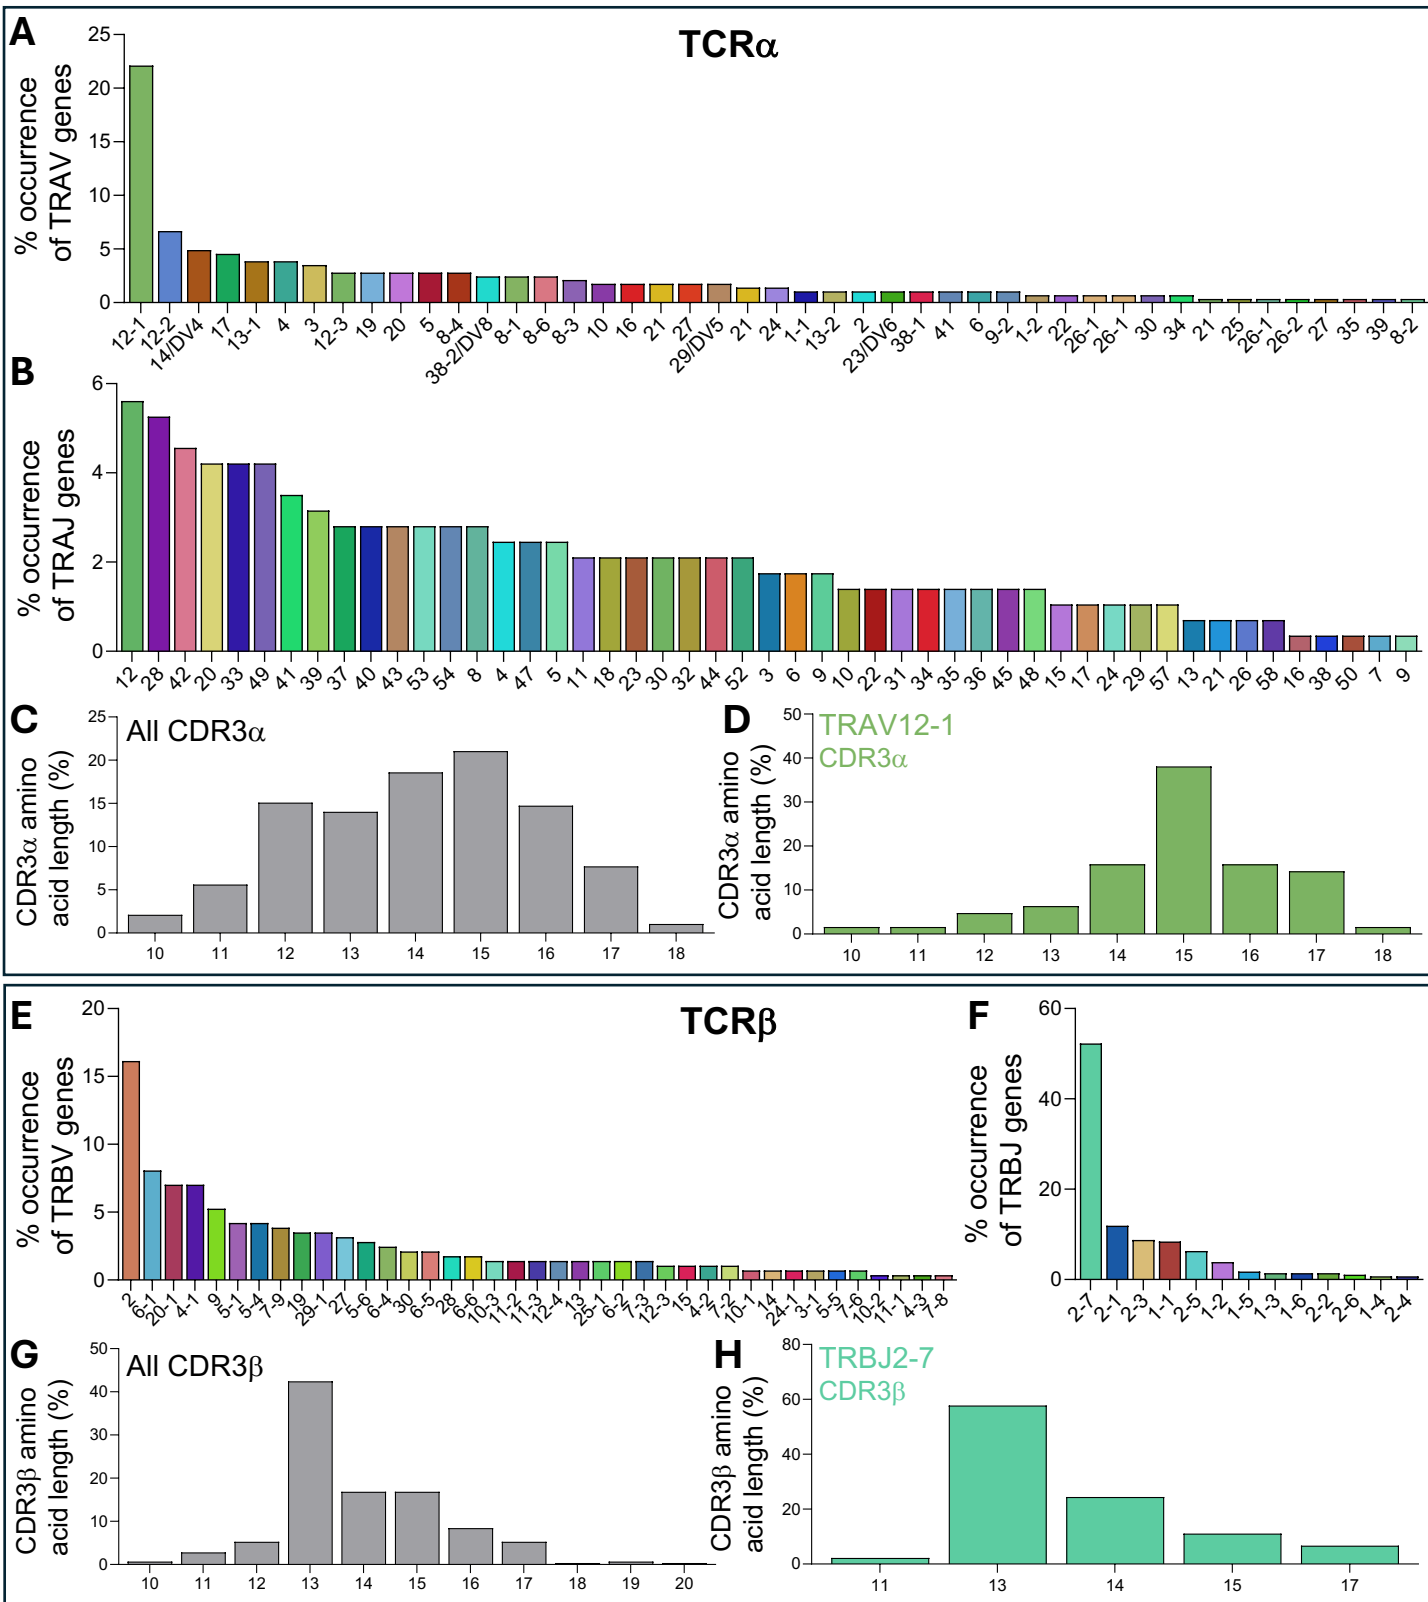 A
TCRα
% occurrence
of TRAV genes
25
20
15
10
5
0
12-1 12-2 14/DV4 17 13-1 4 3 12-3 19 20 5 8-4 38-2/DV8 8-1 8-6 8-3 10 16 21 27 29/DV5 21 24 1-1 13-2 2 23/DV6 38-1 41 6 9-2 1-2 22 26-1 26-1 30 34 21 25 26-1 26-2 27 35 39 8-2
B
% occurrence
of TRAJ genes
6
4
2
0
12 28 42 20 33 49 41 39 37 40 43 53 54 8 4 47 5 11 18 23 30 32 44 52 3 6 9 10 22 31 34 35 36 45 48 15 17 24 29 57 13 21 26 58 16 38 50 7 9
C
All CDR3α
CDR3α amino
acid length (%)
25
20
15
10
5
0
10 11 12 13 14 15 16 17 18
D
TRAV12-1
CDR3α
CDR3α amino
acid length (%)
50
40
30
20
10
0
10 11 12 13 14 15 16 17 18
E
TCRβ
% occurrence
of TRBV genes
20
15
10
5
0
2 6-1 20-1 4-1 9 5-1 5-4 7-9 19 29-1 27 5-6 6-4 30 6-5 28 6-6 10-3 11-2 11-3 12-4 13 25-1 6-2 7-3 12-3 15 4-2 7-2 10-1 14 24-1 3-1 5-5 7-6 10-2 11-1 4-3 7-8
F
% occurrence
of TRBJ genes
60
40
20
0
2-7 2-1 2-3 1-1 2-5 1-2 1-5 1-3 1-6 2-2 2-6 1-4 2-4
G
All CDR3β
CDR3β amino
acid length (%)
50
40
30
20
10
0
10 11 12 13 14 15 16 17 18 19 20
H
TRBJ2-7
CDR3β
CDR3β amino
acid length (%)
80
60
40
20
0
11 13 14 15 17